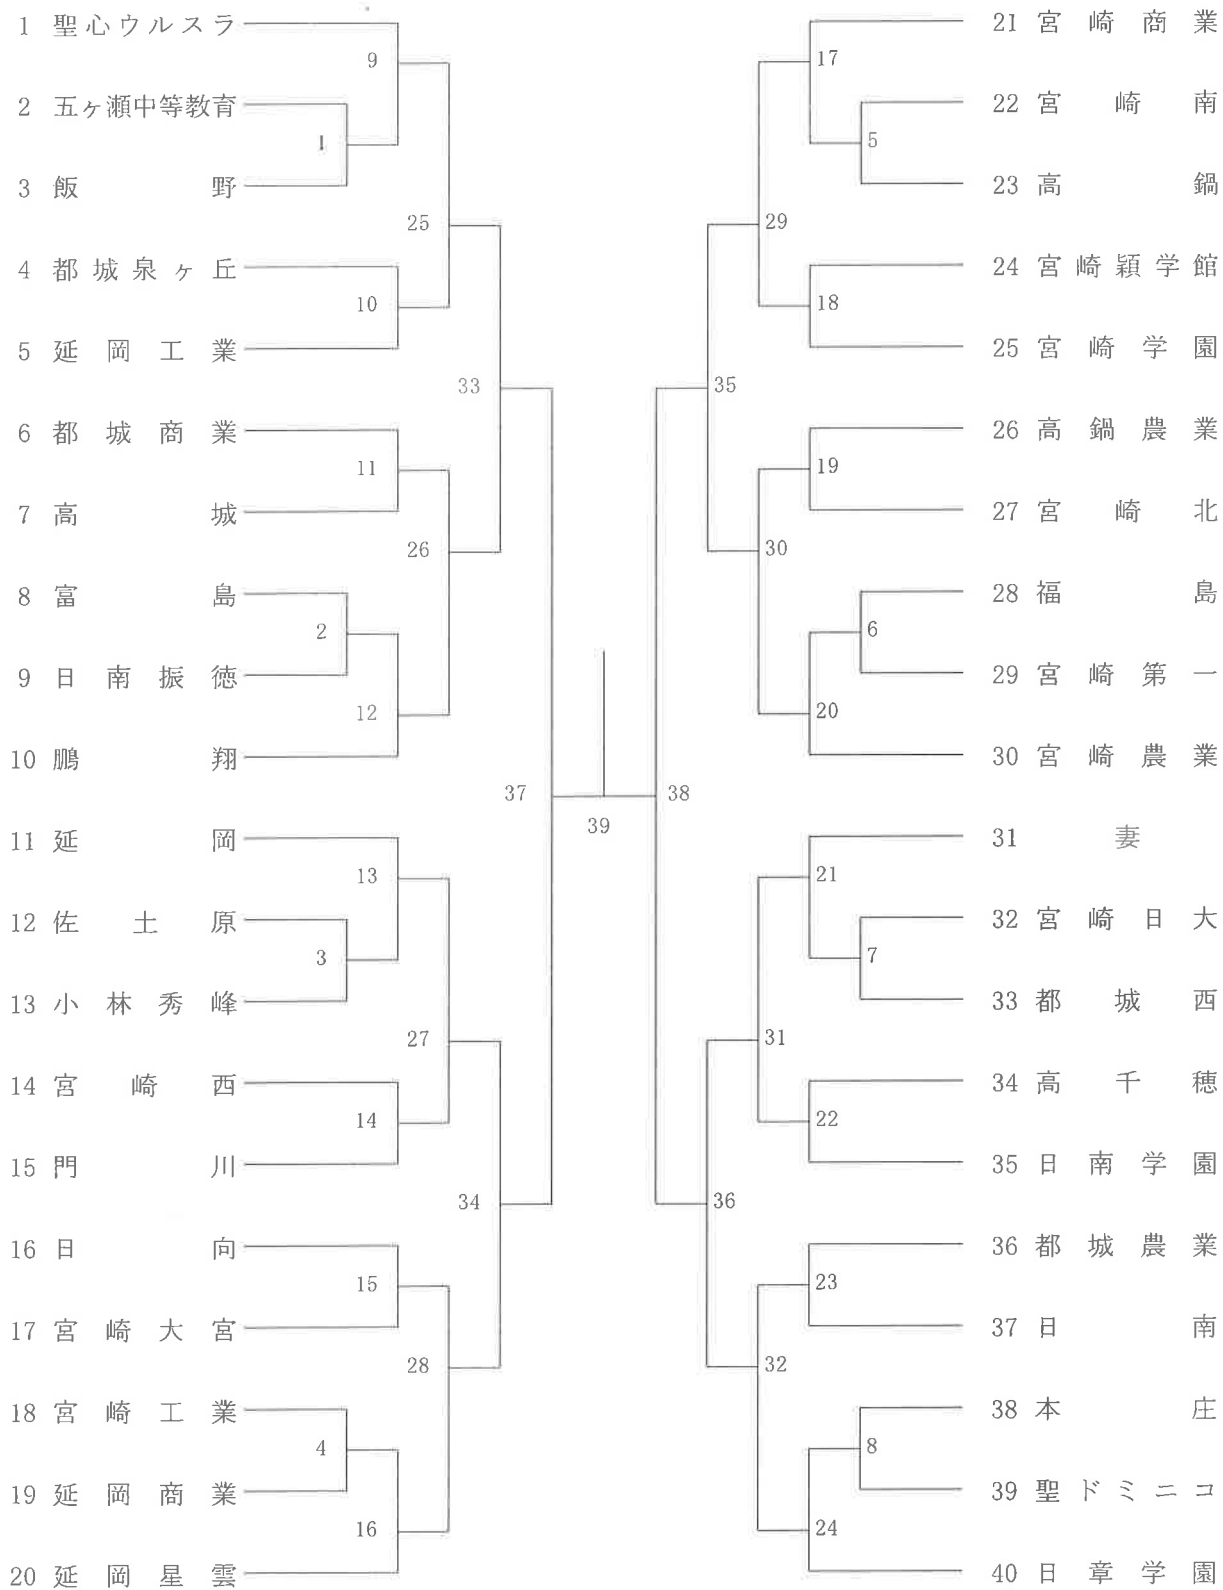 1 聖心ウルスラ
9
2 五ヶ瀬中等教育
1
3 飯野
25
4 都城泉ヶ丘
10
5 延岡工業
33
6 都城商業
11
7 高城
26
8 富島
2
9 日南振徳
12
10 鵬翔
37
11 延岡
13
12 佐土原
3
13 小林秀峰
27
14 宮崎西
14
15 門川
34
16 日向
15
17 宮崎大宮
28
18 宮崎工業
4
19 延岡商業
16
20 延岡星雲
39
21 宮崎商業
17
22 宮崎南
5
23 高鍋
29
24 宮崎穎学館
18
25 宮崎学園
35
26 高鍋農業
19
27 宮崎北
30
28 福島
6
29 宮崎第一
20
30 宮崎農業
38
31 妻
21
32 宮崎日大
7
33 都城西
31
34 高千穂
22
35 日南学園
36
36 都城農業
23
37 日南
32
38 本庄
8
39 聖ドミニコ
24
40 日章学園